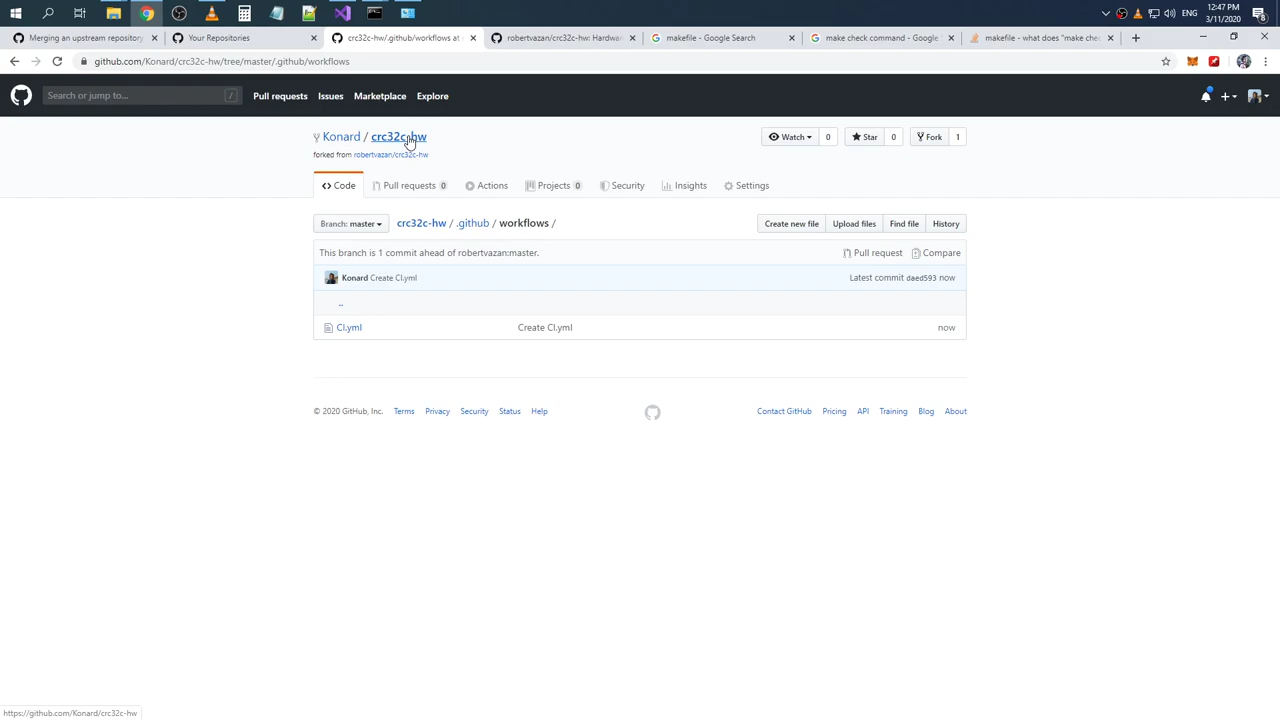 12:47 PM
ENG
3/11/2020
8
Merging an upstream repository
Your Repositories
crc32c-hw/.github/workflows at
robertvazan/crc32c-hw: Hardwar
makefile - Google Search
make check command - Google S
makefile - what does "make chec
github.com/Konard/crc32c-hw/tree/master/.github/workflows
Search or jump to...
/
Pull requests
Issues
Marketplace
Explore
Konard / crc32c-hw
Watch 0
Star 0
Fork 1
forked from robertvazan/crc32c-hw
Code
Pull requests 0
Actions
Projects 0
Security
Insights
Settings
Branch: master
crc32c-hw / .github / workflows /
Create new file
Upload files
Find file
History
This branch is 1 commit ahead of robertvazan:master.
Pull request
Compare
Konard Create CI.yml
Latest commit daed593 now
..
CI.yml
Create CI.yml
now
© 2020 GitHub, Inc.
Terms
Privacy
Security
Status
Help
Contact GitHub
Pricing
API
Training
Blog
About
https://github.com/Konard/crc32c-hw